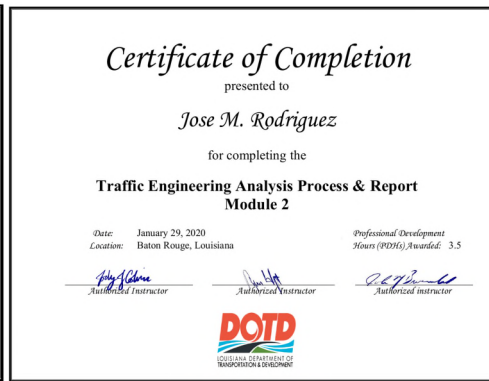 Certificate of Completion
presented to
Jose M. Rodriguez
for completing the
Traffic Engineering Analysis Process & Report
Module 2
Date: January 29, 2020
Location: Baton Rouge, Louisiana
Professional Development
Hours (PDHs) Awarded: 3.5
Authorized Instructor
Authorized Instructor
Authorized instructor
DOTD
LOUISIANA DEPARTMENT OF
TRANSPORTATION & DEVELOPMENT